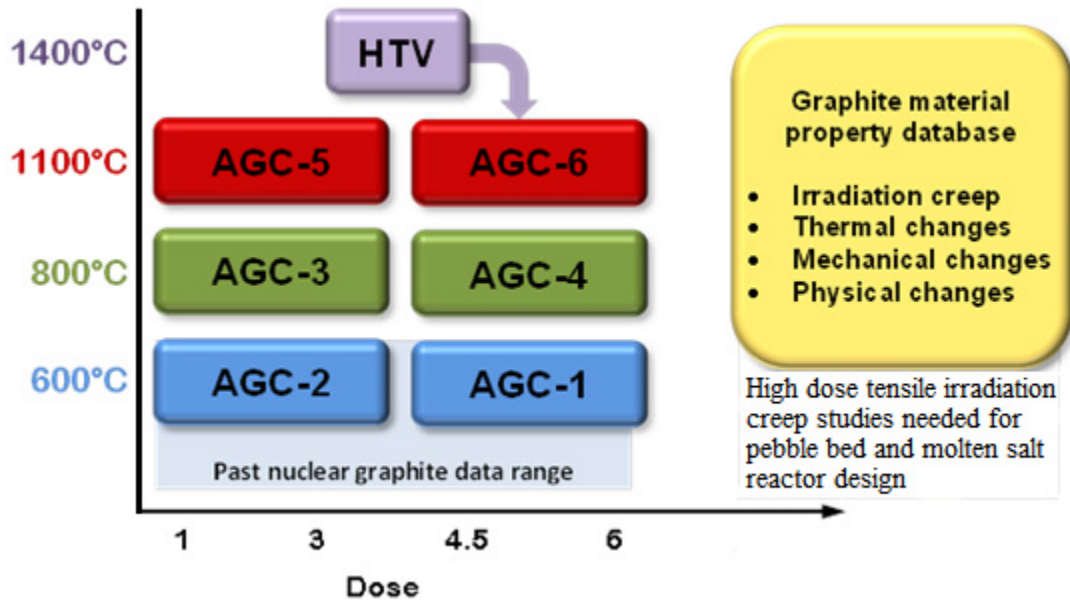 1400°C
HTV
1100°C
AGC-5
AGC-6
800°C
AGC-3
AGC-4
600°C
AGC-2
AGC-1
Past nuclear graphite data range
1 3 4.5 6
Dose
Graphite material
property database
• Irradiation creep
• Thermal changes
• Mechanical changes
• Physical changes
High dose tensile irradiation
creep studies needed for
pebble bed and molten salt
reactor design